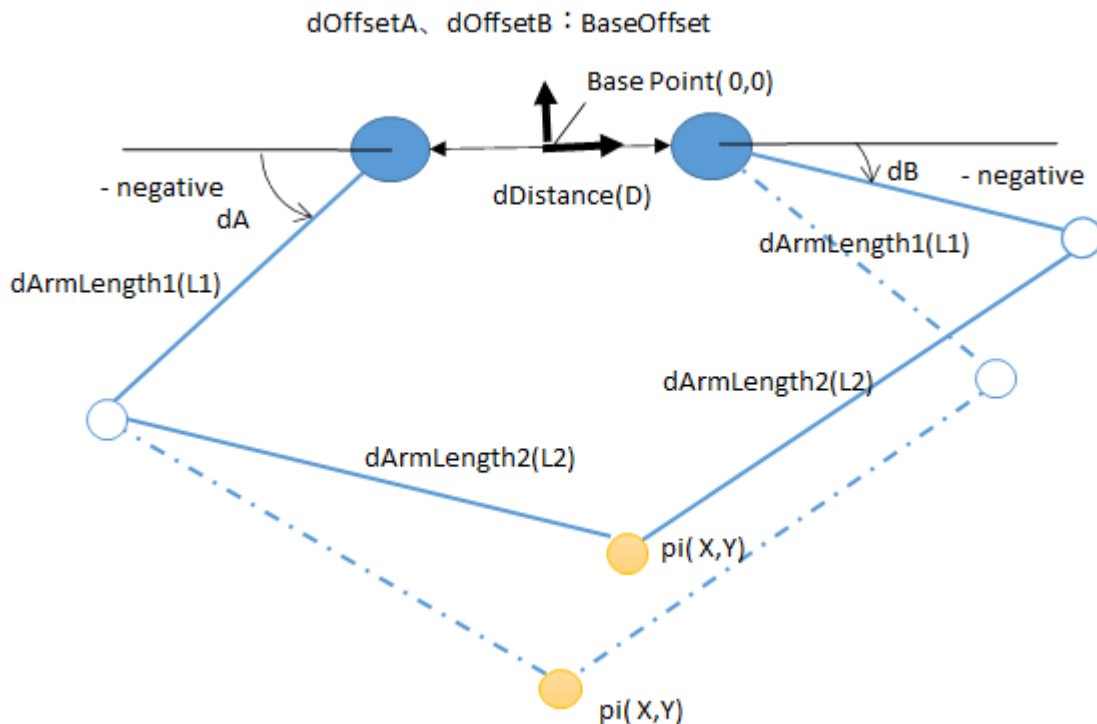 dOffsetA、dOffsetB：BaseOffset
Base Point( 0,0)
- negative
dA
dDistance(D)
dB
- negative
dArmLength1(L1)
dArmLength1(L1)
dArmLength2(L2)
dArmLength2(L2)
pi( X,Y)
pi( X,Y)